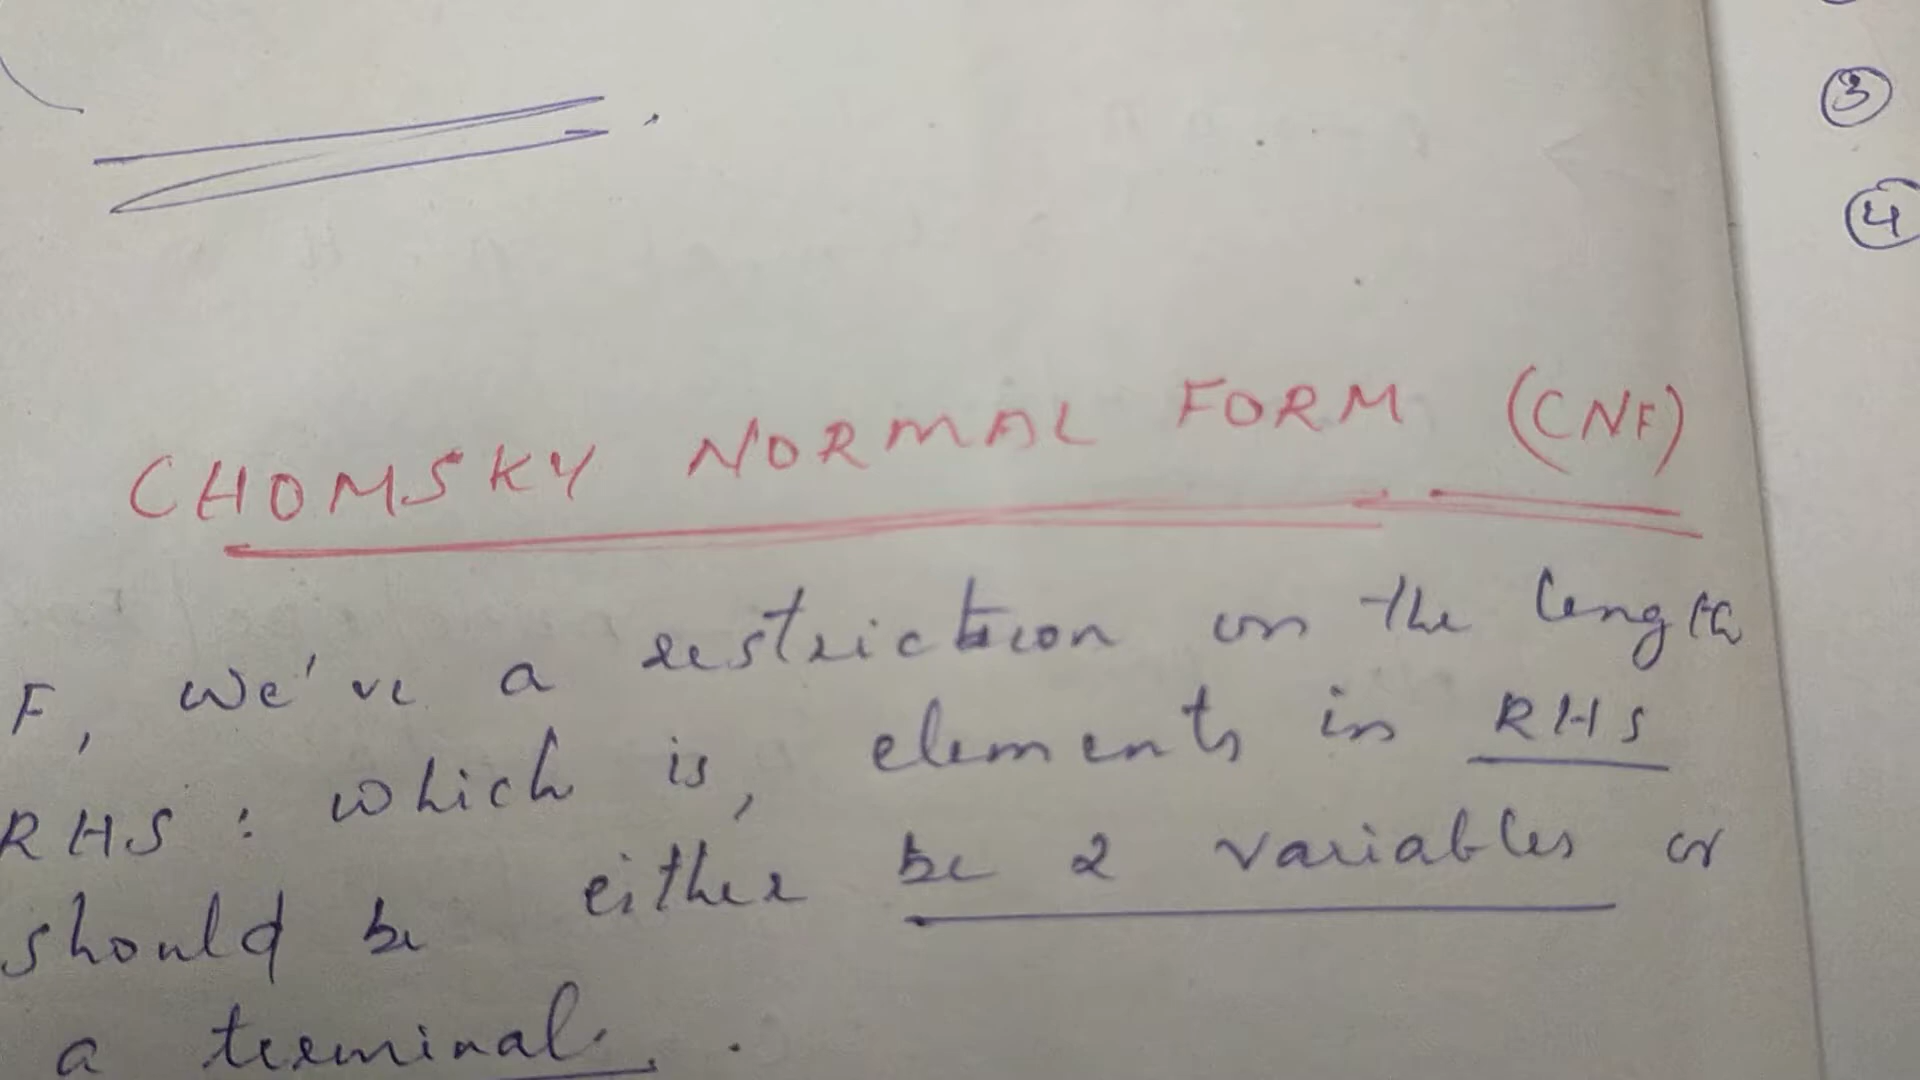 ③
④
CHOMSKY NORMAL FORM (CNF)
F, we've a restriction on the length
RHS : which is, elements in RHS
should be either be 2 variables or
a terminal.